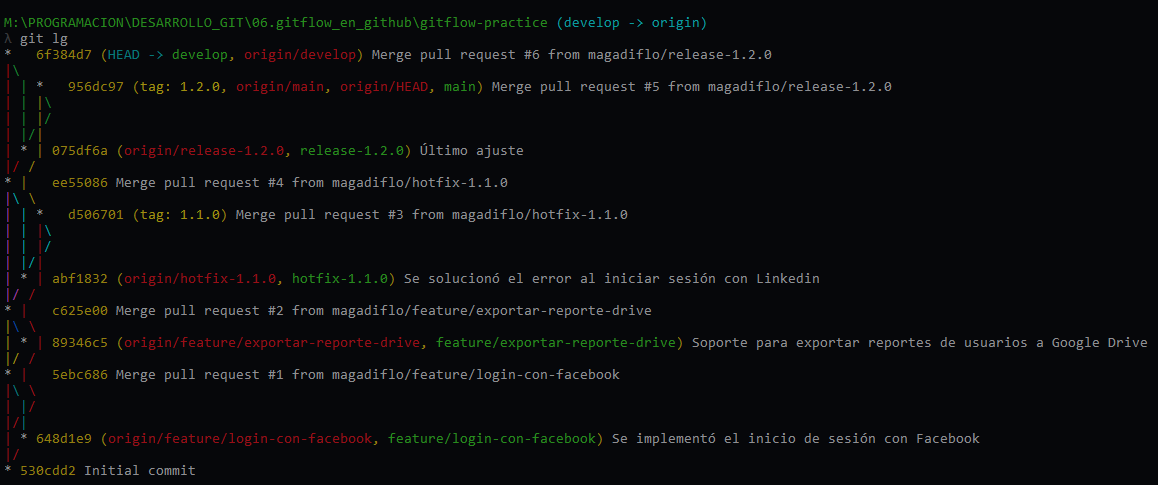 M:\PROGRAMACION\DESARROLLO_GIT\06.gitflow_en_github\gitflow-practice (develop -> origin)
λ git lg
*   6f384d7 (HEAD -> develop, origin/develop) Merge pull request #6 from magadiflo/release-1.2.0
|\
| | *   956dc97 (tag: 1.2.0, origin/main, origin/HEAD, main) Merge pull request #5 from magadiflo/release-1.2.0
| | |\
| | |/
| |/|
| * | 075df6a (origin/release-1.2.0, release-1.2.0) Último ajuste
|/ /
* |   ee55086 Merge pull request #4 from magadiflo/hotfix-1.1.0
|\ \
| | *   d506701 (tag: 1.1.0) Merge pull request #3 from magadiflo/hotfix-1.1.0
| | |\
| | |/
| |/|
| * | abf1832 (origin/hotfix-1.1.0, hotfix-1.1.0) Se solucionó el error al iniciar sesión con Linkedin
|/ /
* |   c625e00 Merge pull request #2 from magadiflo/feature/exportar-reporte-drive
|\ \
| * | 89346c5 (origin/feature/exportar-reporte-drive, feature/exportar-reporte-drive) Soporte para exportar reportes de usuarios a Google Drive
|/ /
* |   5ebc686 Merge pull request #1 from magadiflo/feature/login-con-facebook
|\ \
| |/
|/|
| * 648d1e9 (origin/feature/login-con-facebook, feature/login-con-facebook) Se implementó el inicio de sesión con Facebook
|/
* 530cdd2 Initial commit